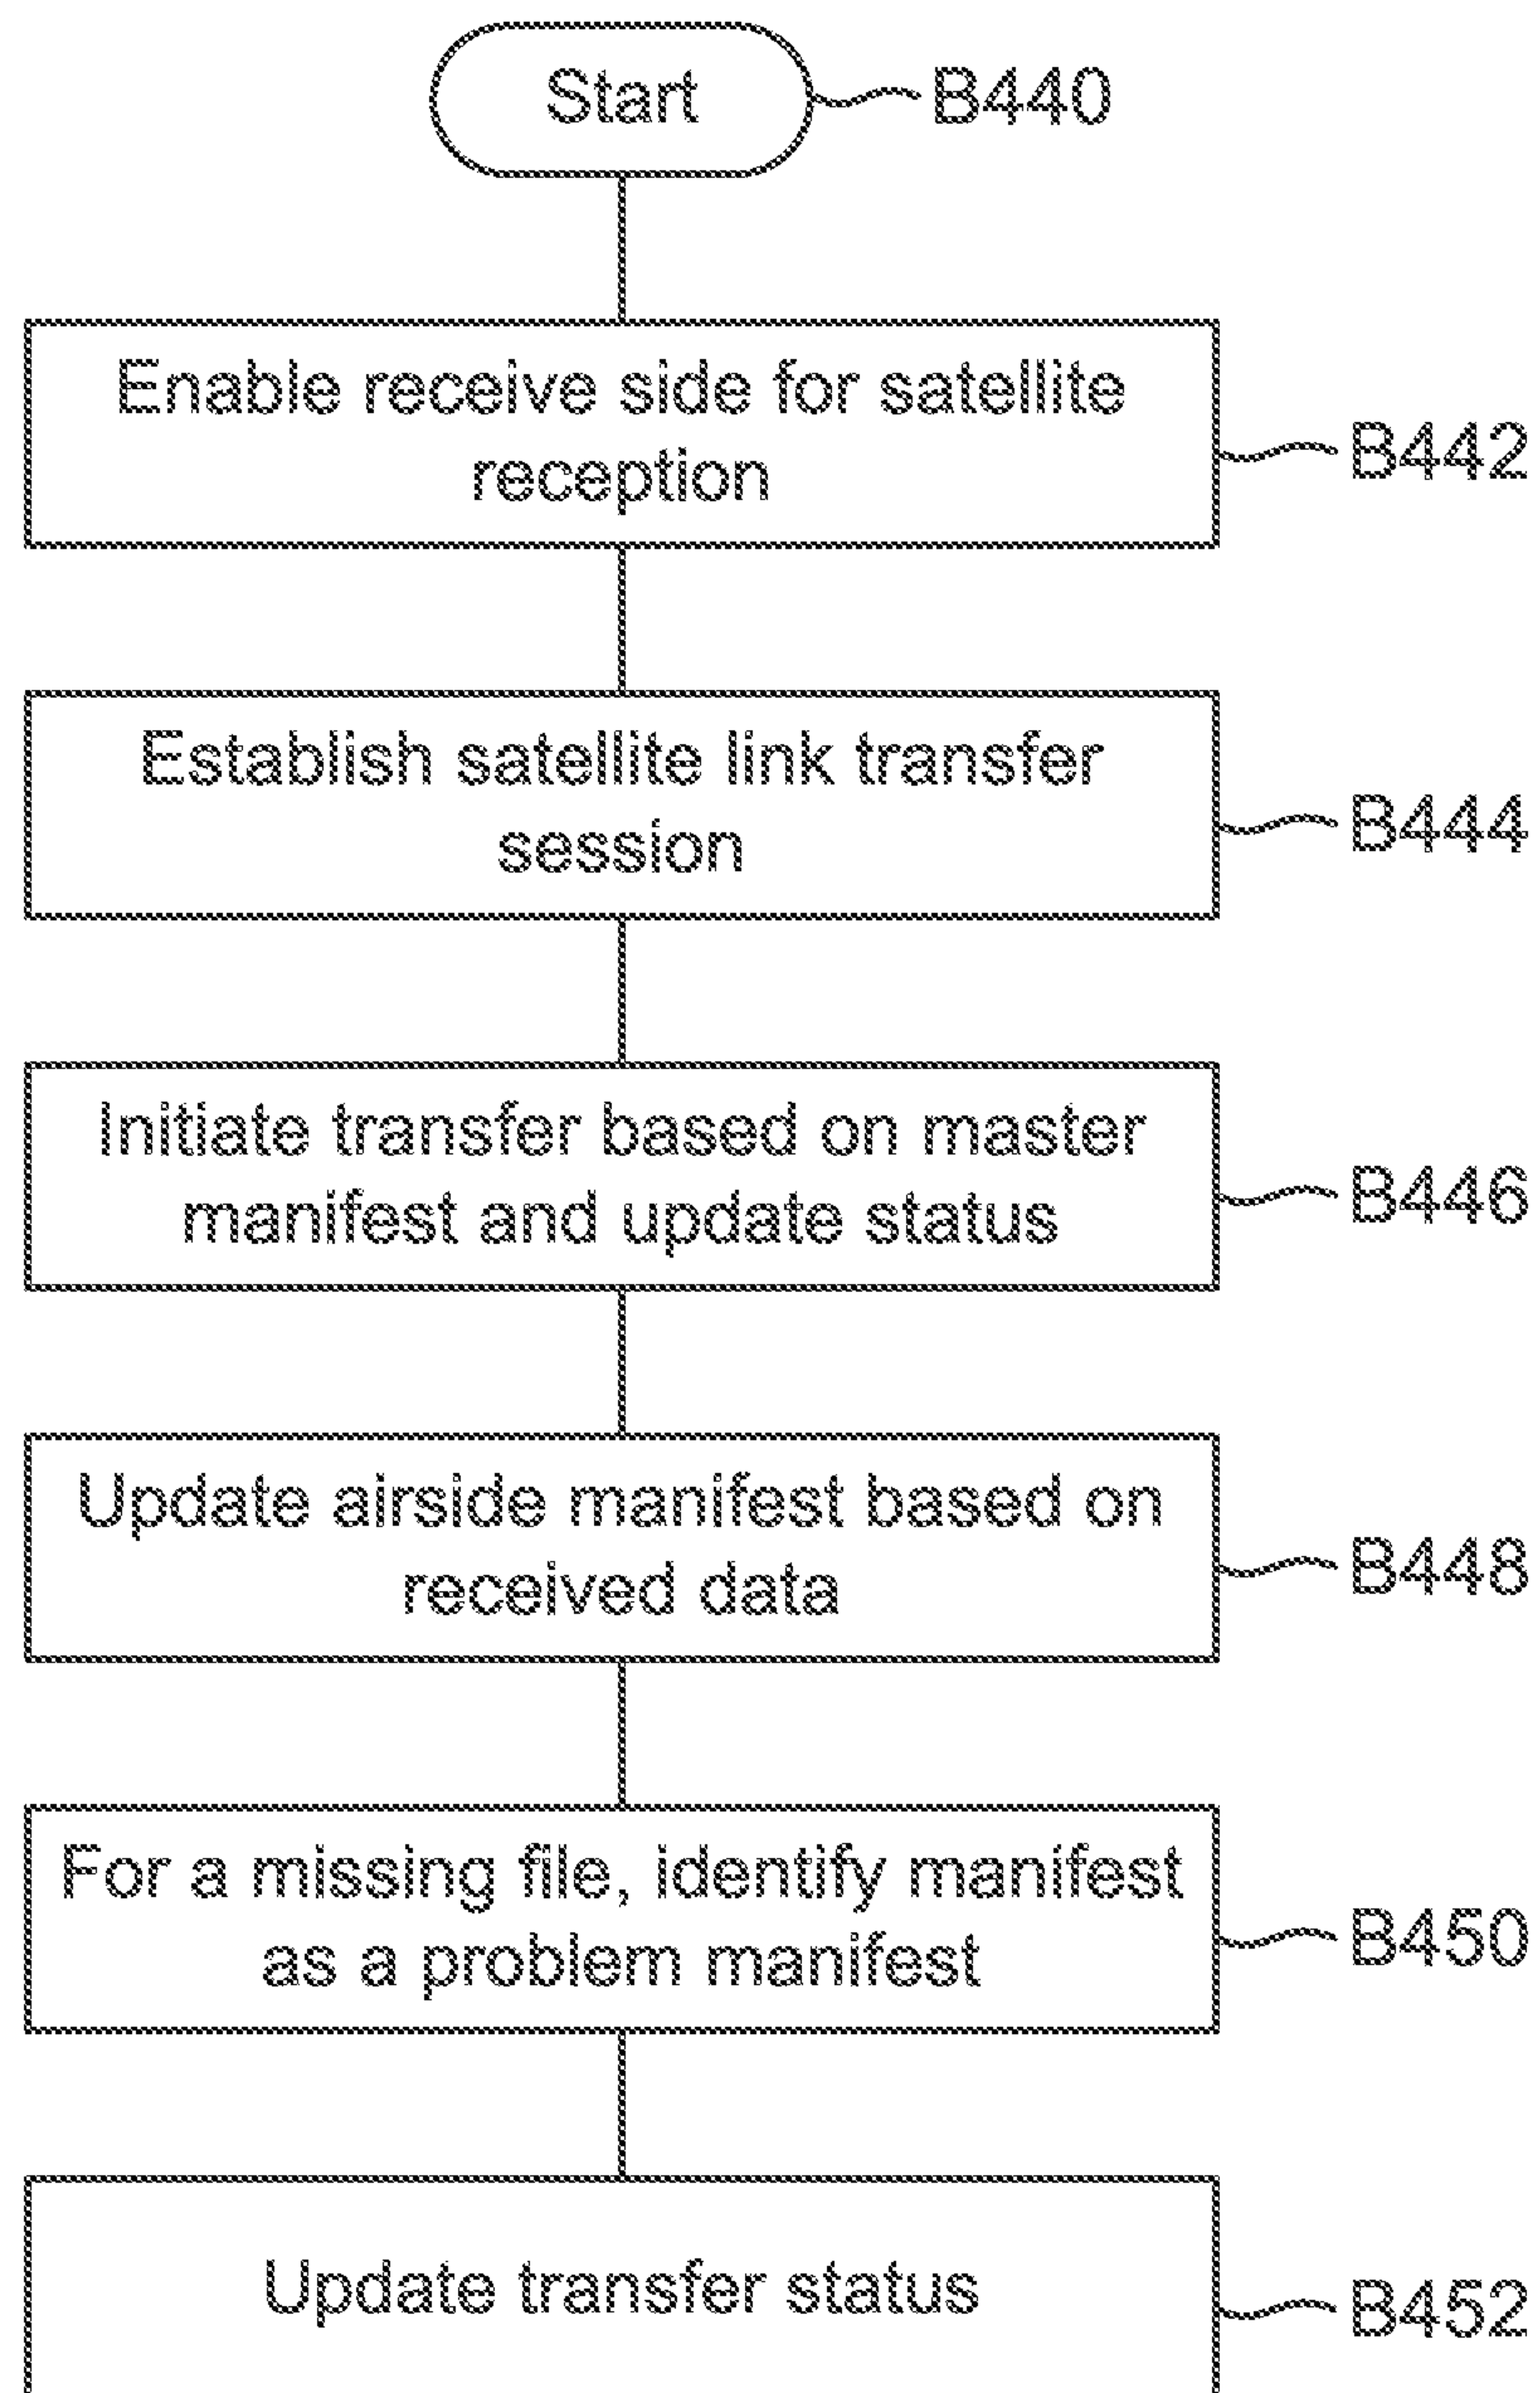 Start
B440
Enable receive side for satellite
reception
B442
Establish satellite link transfer
session
B444
Initiate transfer based on master
manifest and update status
B446
Update airside manifest based on
received data
B448
For a missing file, identify manifest
as a problem manifest
B450
Update transfer status
B452